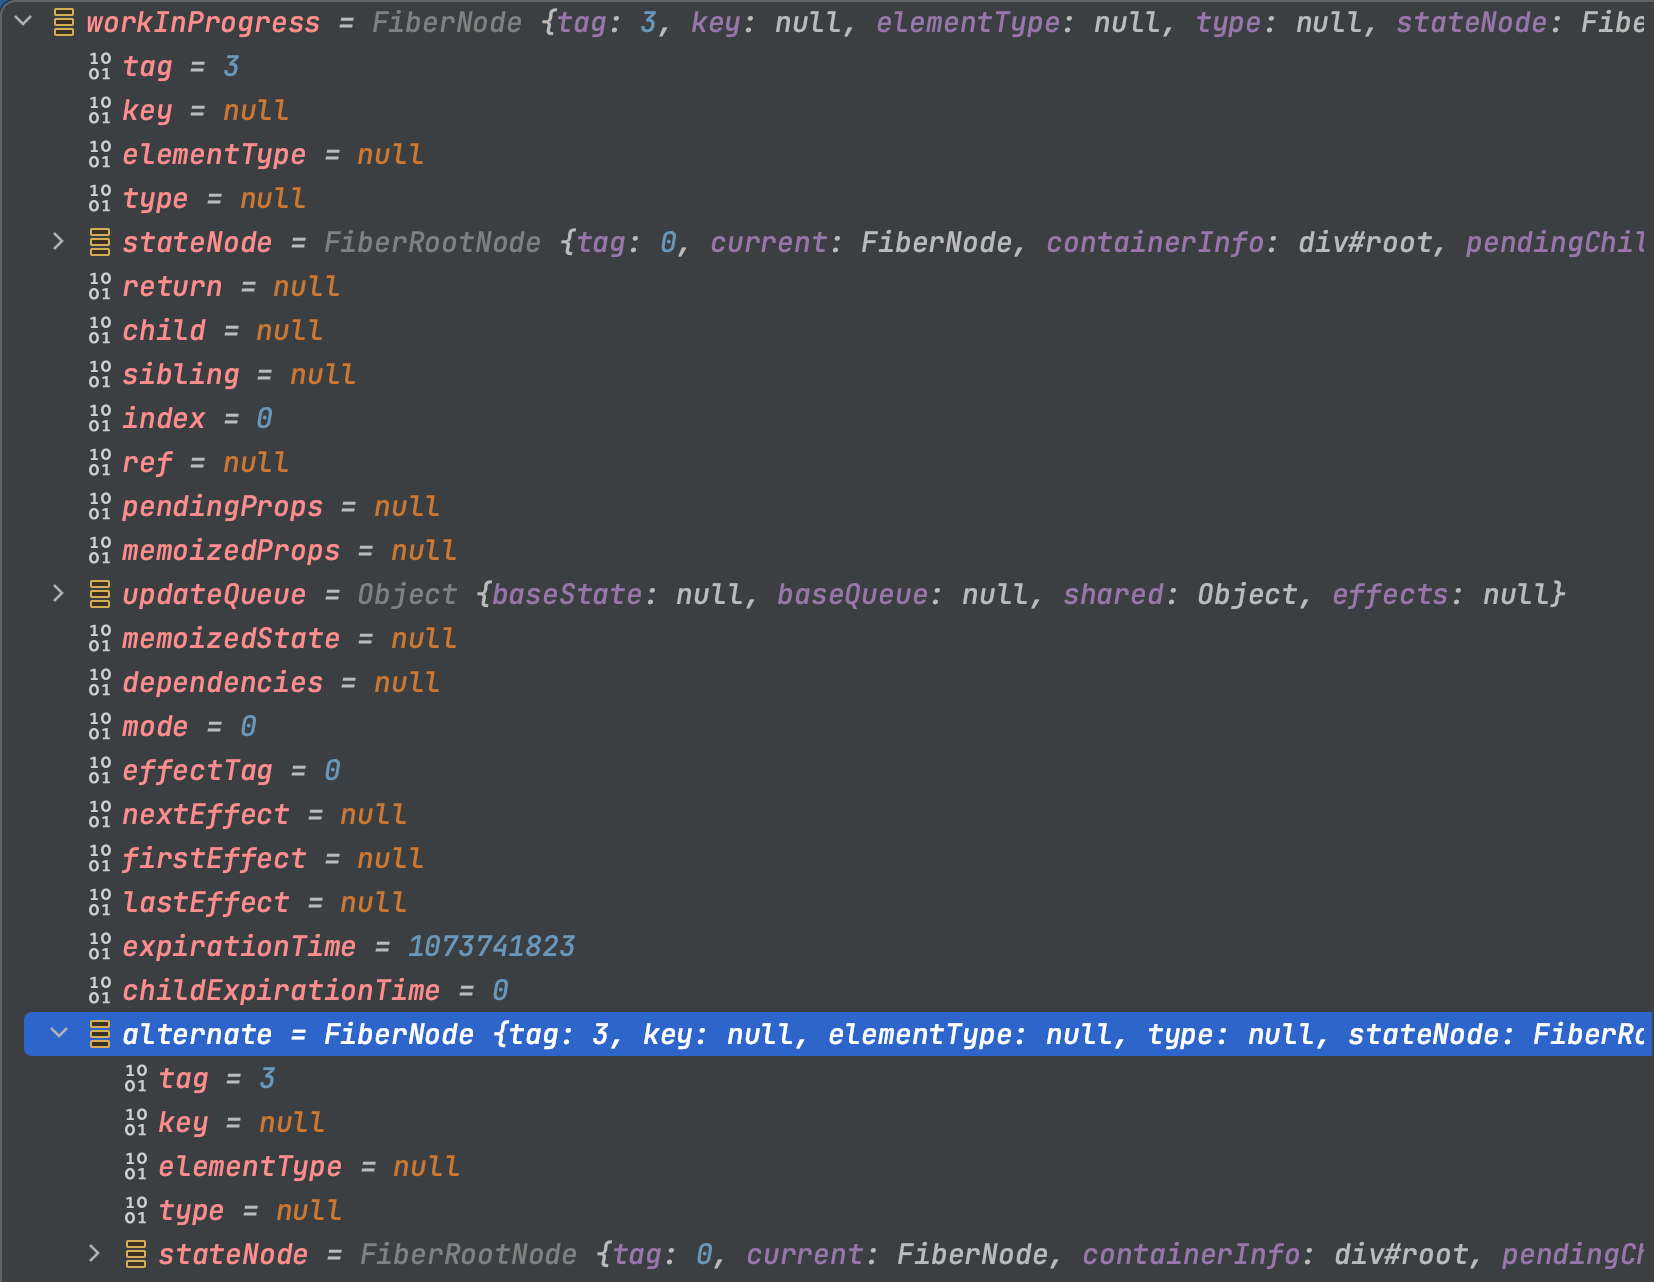 workInProgress = FiberNode {tag: 3, key: null, elementType: null, type: null, stateNode: Fibe
tag = 3
key = null
elementType = null
type = null
stateNode = FiberRootNode {tag: 0, current: FiberNode, containerInfo: div#root, pendingChil
return = null
child = null
sibling = null
index = 0
ref = null
pendingProps = null
memoizedProps = null
updateQueue = Object {baseState: null, baseQueue: null, shared: Object, effects: null}
memoizedState = null
dependencies = null
mode = 0
effectTag = 0
nextEffect = null
firstEffect = null
lastEffect = null
expirationTime = 1073741823
childExpirationTime = 0
alternate = FiberNode {tag: 3, key: null, elementType: null, type: null, stateNode: FiberRo
tag = 3
key = null
elementType = null
type = null
stateNode = FiberRootNode {tag: 0, current: FiberNode, containerInfo: div#root, pendingCh